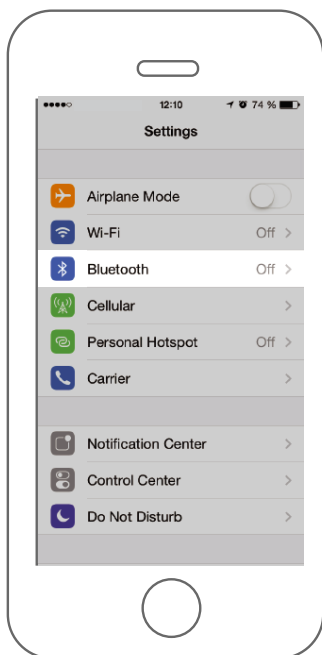 12:10 74 %
Settings
Airplane Mode
Wi-Fi Off
Bluetooth Off
Cellular
Personal Hotspot Off
Carrier
Notification Center
Control Center
Do Not Disturb